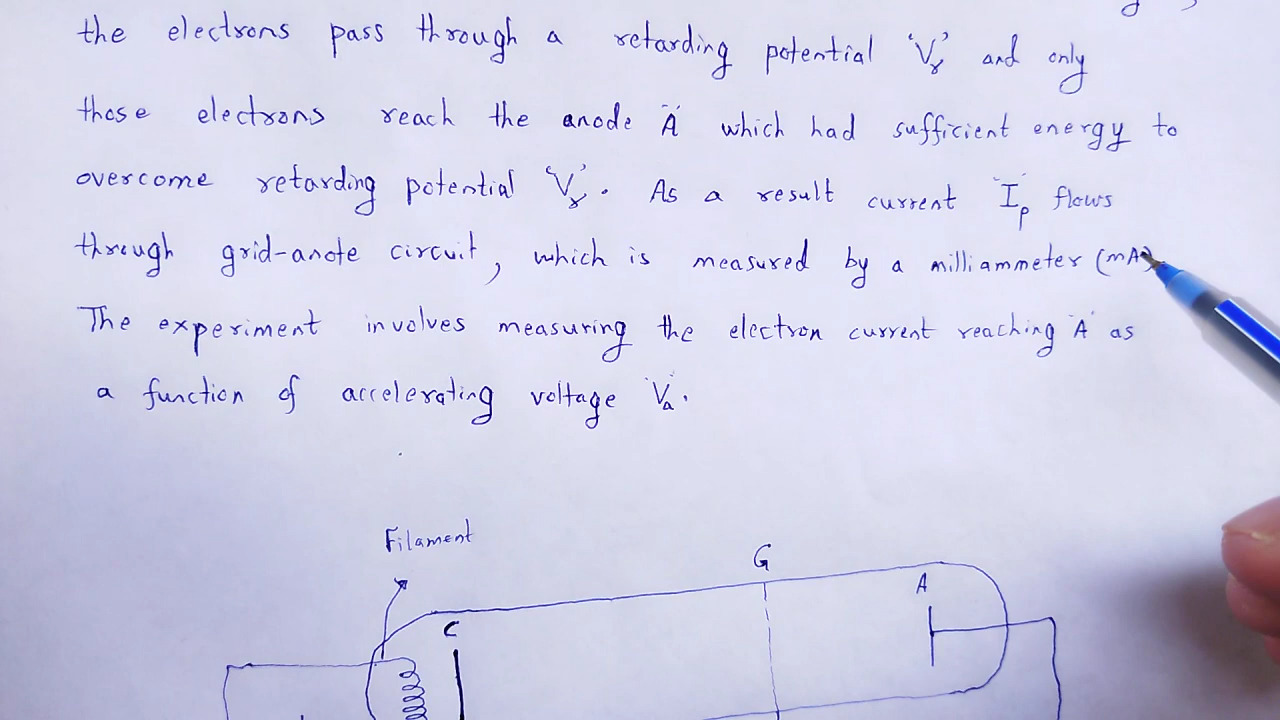 the electrons pass through a retarding potential 'Vr' and only
those electrons reach the anode 'A' which had sufficient energy to
overcome retarding potential 'Vr'. As a result current 'Ip' flows
through grid-anote circuit, which is measured by a milliammeter (mA)
The experiment involves measuring the electron current reaching 'A' as
a function of accelerating voltage 'Va'.
Filament
G
A
C